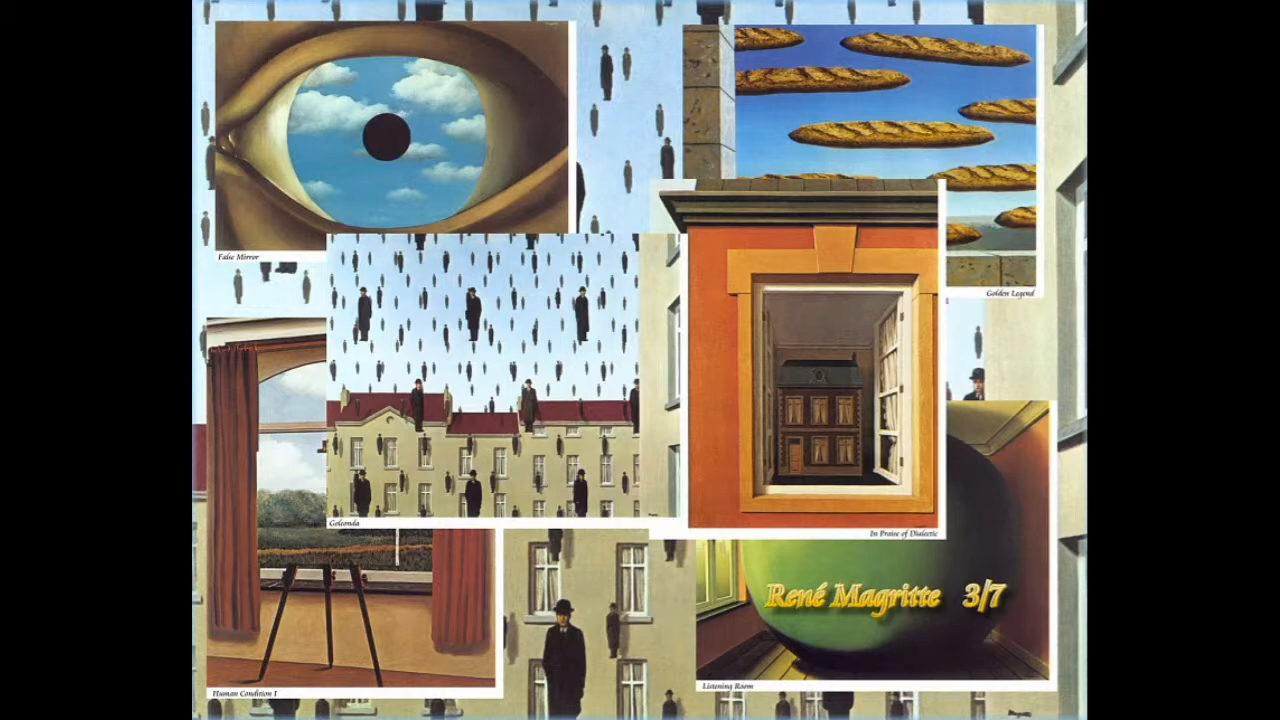 False Mirror
Golden Legend
Golconda
In Praise of Dialectic
René Magritte 3/7
Listening Room
Human Condition I